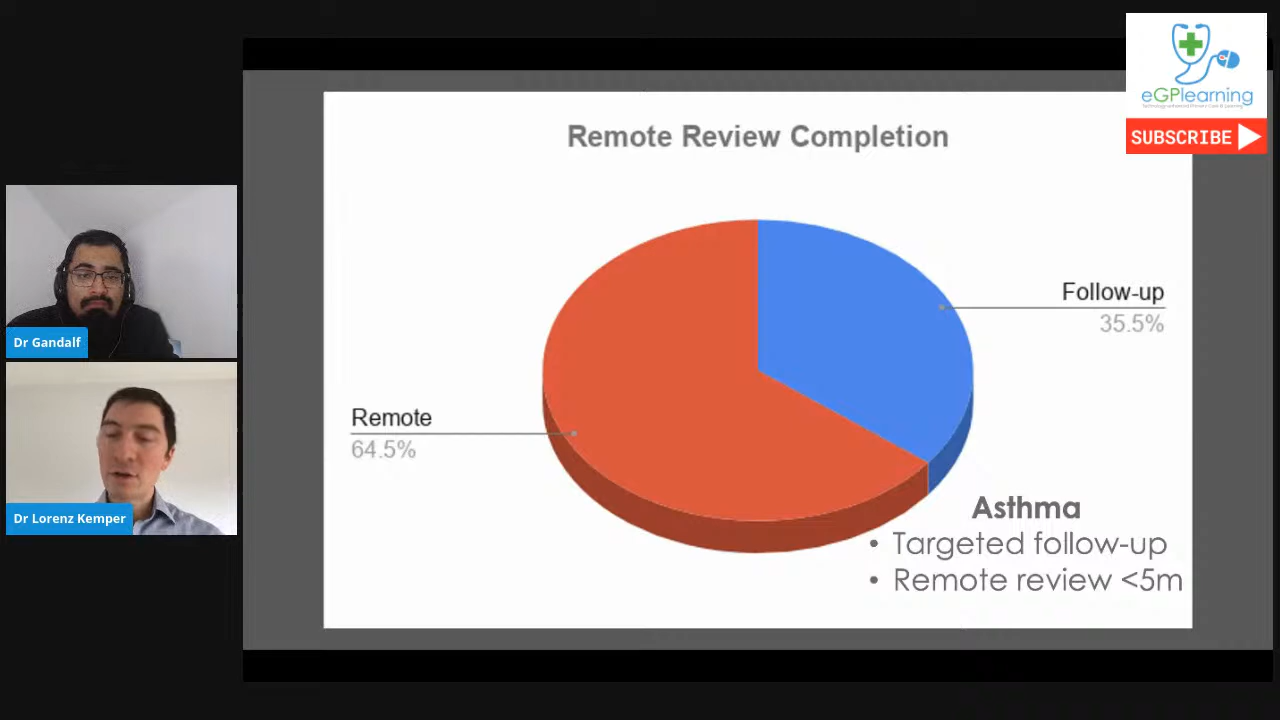 eGPlearning
SUBSCRIBE
Remote Review Completion
Follow-up
35.5%
Remote
64.5%
Asthma
• Targeted follow-up
• Remote review <5m
Dr Gandalf
Dr Lorenz Kemper